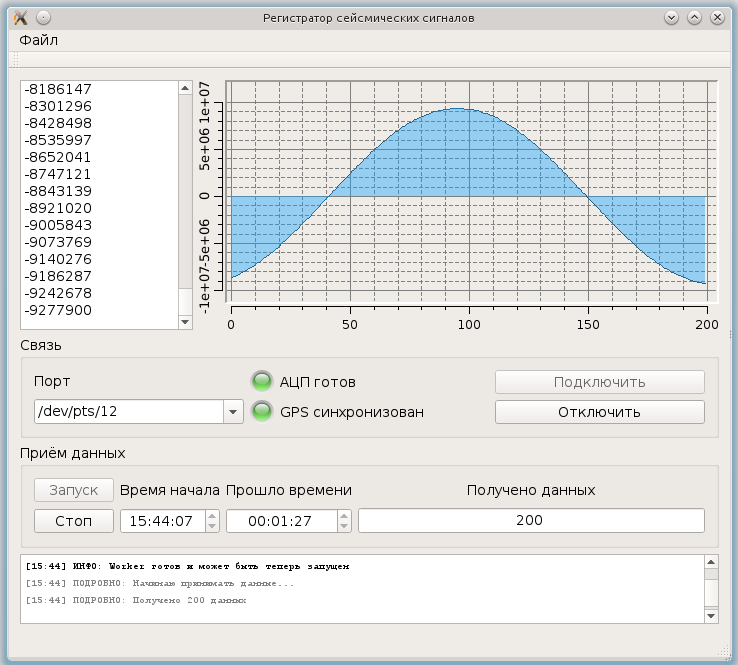 Регистратор сейсмических сигналов
Файл
-8186147
-8301296
-8428498
-8535997
-8652041
-8747121
-8843139
-8921020
-9005843
-9073769
-9140276
-9186287
-9242678
-9277900
1e+07
5e+06
0
-5e+06
-1e+07
0 50 100 150 200
Связь
Порт
АЦП готов
Подключить
/dev/pts/12
GPS синхронизован
Отключить
Приём данных
Запуск Время начала Прошло времени Получено данных
Стоп 15:44:07 00:01:27 200
[15:44] ИНФО: Worker готов и может быть теперь запущен
[15:44] ПОДРОБНО: Начинаю принимать данные...
[15:44] ПОДРОБНО: Получено 200 данных